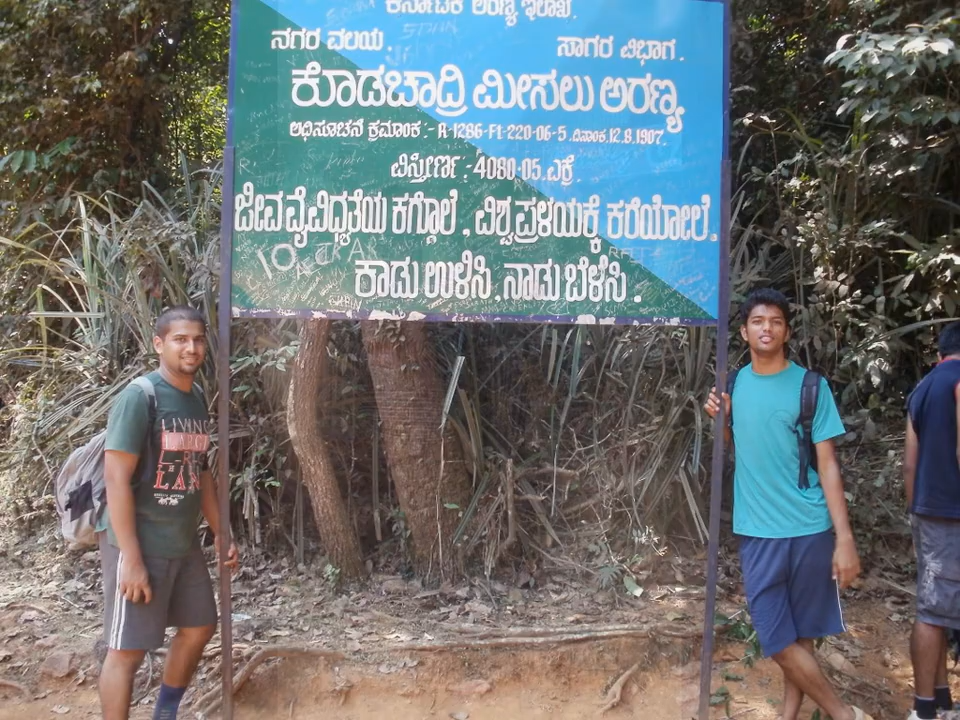 ಕರ್ನಾಟಕ ಅರಣ್ಯ ಇಲಾಖೆ.
ನಗರ ವಲಯ. ಸಾಗರ ವಿಭಾಗ.
ಕೊಡಚಾದ್ರಿ ಮೀಸಲು ಅರಣ್ಯ
ಅಧಿಸೂಚನೆ ಕ್ರಮಾಂಕ:- R-1286-Ft-220-06-5. ದಿನಾಂಕ.12.8.1907.
ವಿಸ್ತೀರ್ಣ:-4080-05. ಎಕ್ರೆ.
ಜೀವವೈವಿಧ್ಯತೆಯ ಕಗ್ಗೊಲೆ, ವಿಶ್ವಪ್ರಳಯಕ್ಕೆ ಕರೆಯೋಲೆ.
ಕಾಡು ಉಳಿಸಿ, ನಾಡು ಬೆಳೆಸಿ.
LIVING
LARGE